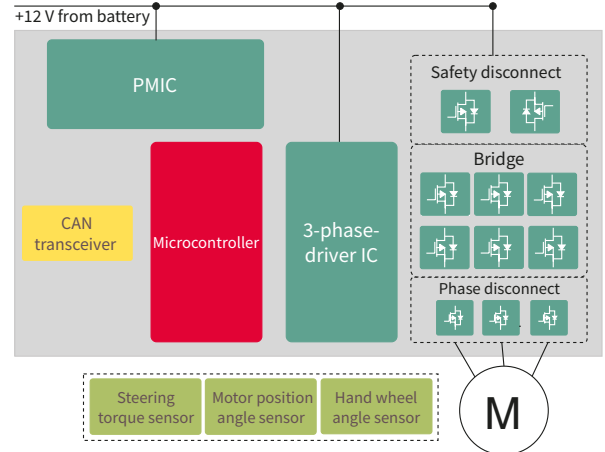 +12 V from battery
PMIC
Safety disconnect
Bridge
CAN
transceiver
Microcontroller
3-phase-
driver IC
Phase disconnect
Steering
torque sensor
Motor position
angle sensor
Hand wheel
angle sensor
M